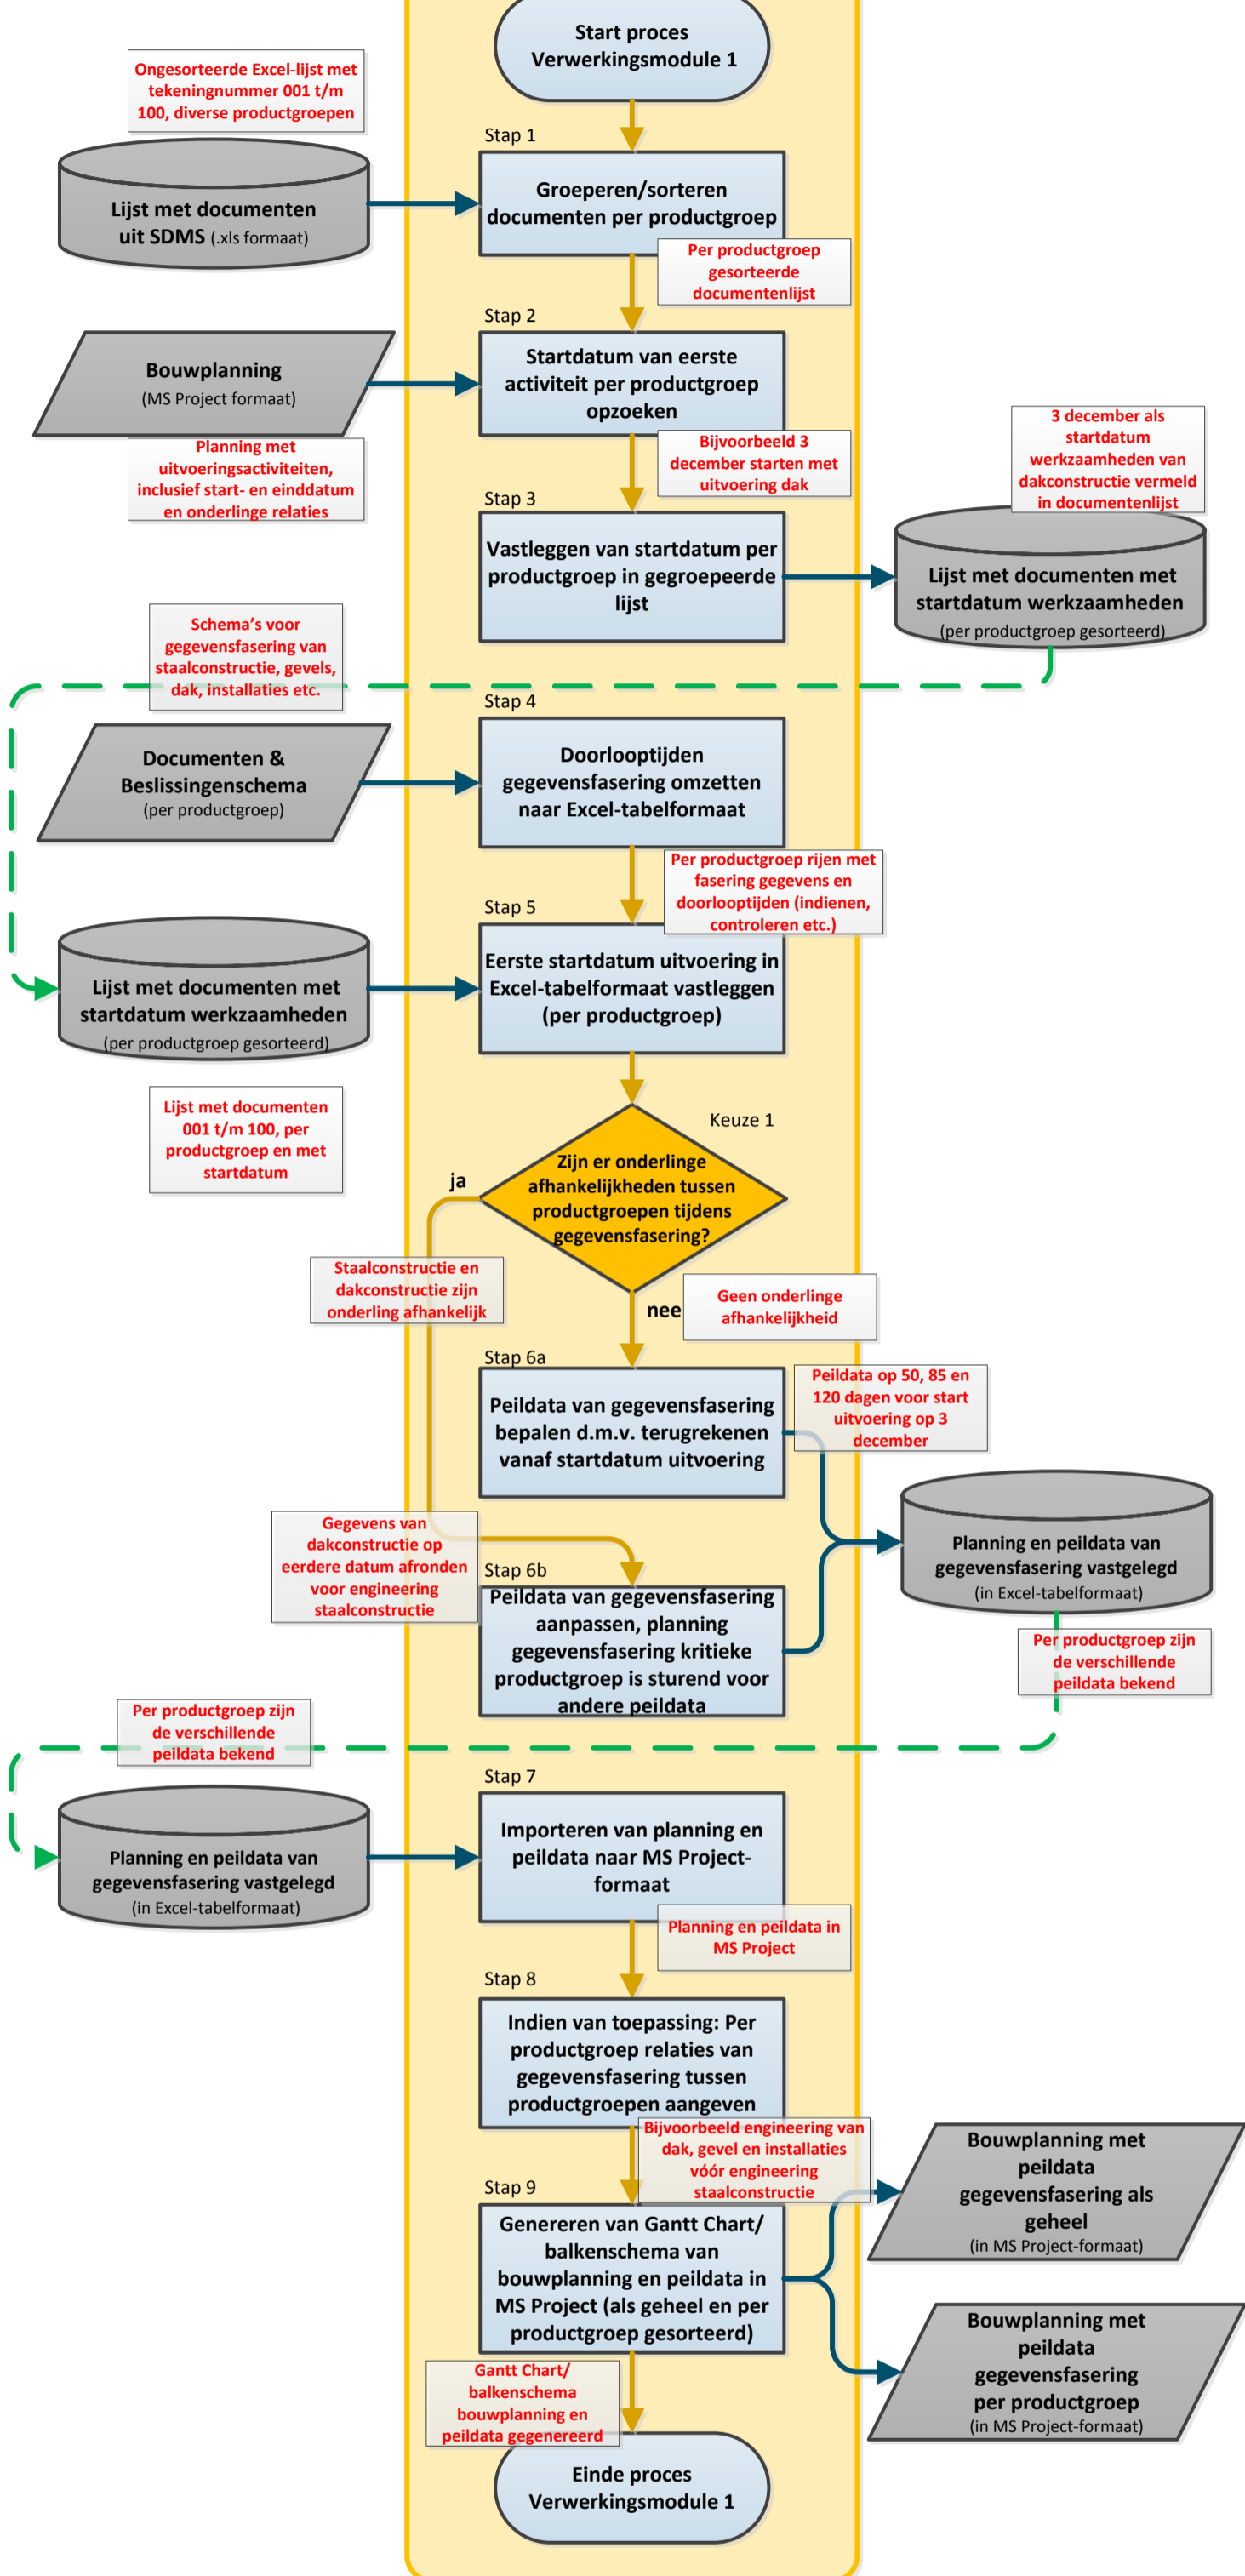 Start proces
Verwerkingsmodule 1
Ongesorteerde Excel-lijst met
tekeningnummer 001 t/m
100, diverse productgroepen
Stap 1
Lijst met documenten
uit SDMS (.xls formaat)
Groeperen/sorteren
documenten per productgroep
Per productgroep
gesorteerde
documentenlijst
Stap 2
Bouwplanning
(MS Project formaat)
Startdatum van eerste
activiteit per productgroep
opzoeken
Planning met
uitvoeringsactiviteiten,
inclusief start- en einddatum
en onderlinge relaties
Bijvoorbeeld 3
december starten met
uitvoering dak
3 december als
startdatum
werkzaamheden van
dakconstructie vermeld
in documentenlijst
Stap 3
Vastleggen van startdatum per
productgroep in gegroepeerde
lijst
Lijst met documenten met
startdatum werkzaamheden
(per productgroep gesorteerd)
Schema's voor
gegevensfasering van
staalconstructie, gevels,
dak, installaties etc.
Stap 4
Documenten &
Beslissingenschema
(per productgroep)
Doorlooptijden
gegevensfasering omzetten
naar Excel-tabelformaat
Per productgroep rijen met
fasering gegevens en
doorlooptijden (indienen,
controleren etc.)
Stap 5
Lijst met documenten met
startdatum werkzaamheden
(per productgroep gesorteerd)
Eerste startdatum uitvoering in
Excel-tabelformaat vastleggen
(per productgroep)
Lijst met documenten
001 t/m 100, per
productgroep en met
startdatum
Keuze 1
Zijn er onderlinge
afhankelijkheden tussen
productgroepen tijdens
gegevensfasering?
ja
Staalconstructie en
dakconstructie zijn
onderling afhankelijk
nee
Geen onderlinge
afhankelijkheid
Stap 6a
Peildata van gegevensfasering
bepalen d.m.v. terugrekenen
vanaf startdatum uitvoering
Peildata op 50, 85 en
120 dagen voor start
uitvoering op 3
december
Gegevens van
dakconstructie op
eerdere datum afronden
voor engineering
staalconstructie
Planning en peildata van
gegevensfasering vastgelegd
(in Excel-tabelformaat)
Stap 6b
Peildata van gegevensfasering
aanpassen, planning
gegevensfasering kritieke
productgroep is sturend voor
andere peildata
Per productgroep zijn
de verschillende
peildata bekend
Per productgroep zijn
de verschillende
peildata bekend
Stap 7
Planning en peildata van
gegevensfasering vastgelegd
(in Excel-tabelformaat)
Importeren van planning en
peildata naar MS Project-
formaat
Planning en peildata in
MS Project
Stap 8
Indien van toepassing: Per
productgroep relaties van
gegevensfasering tussen
productgroepen aangeven
Bijvoorbeeld engineering van
dak, gevel en installaties
vóór engineering
staalconstructie
Stap 9
Genereren van Gantt Chart/
balkenschema van
bouwplanning en peildata in
MS Project (als geheel en per
productgroep gesorteerd)
Bouwplanning met
peildata
gegevensfasering als
geheel
(in MS Project-formaat)
Bouwplanning met
peildata
gegevensfasering
per productgroep
(in MS Project-formaat)
Gantt Chart/
balkenschema
bouwplanning en
peildata gegenereerd
Einde proces
Verwerkingsmodule 1